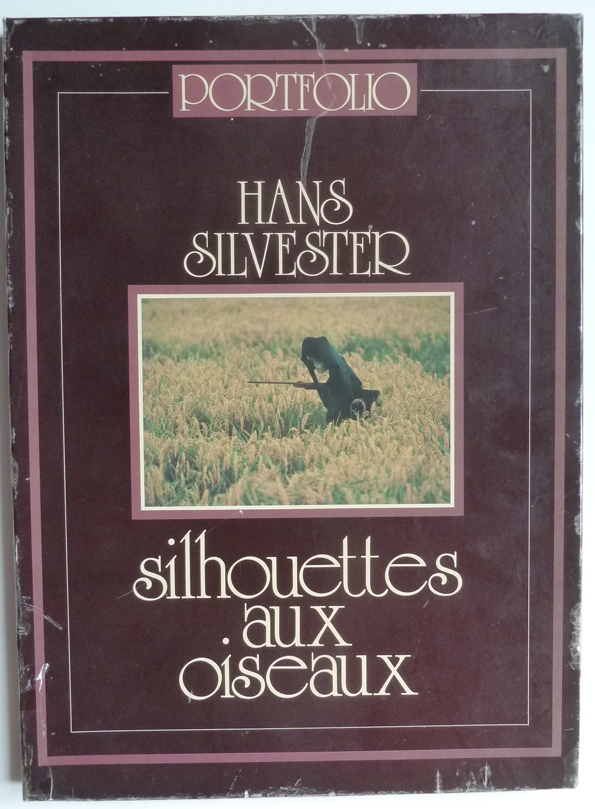 PORTFOLIO
HANS
SILVESTER
silhouettes
aux
oiseaux